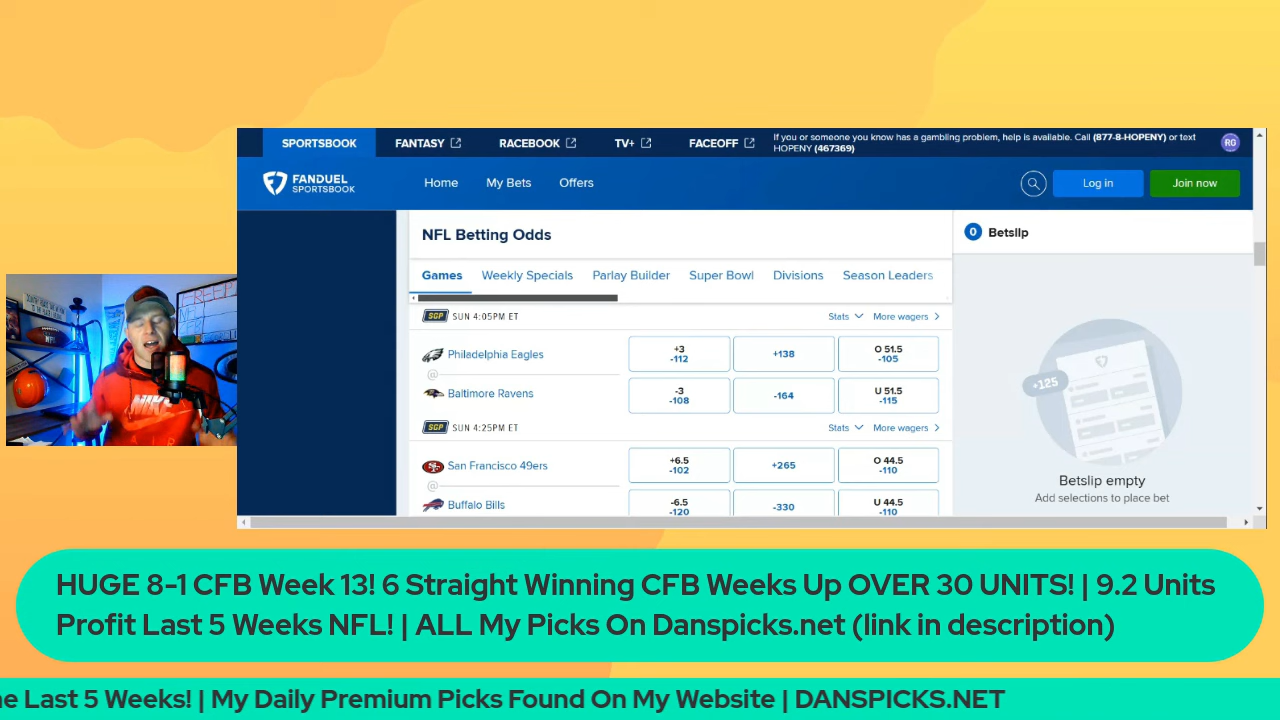 SPORTSBOOK FANTASY RACEBOOK TV+ FACEOFF
If you or someone you know has a gambling problem, help is available. Call (877-8-HOPENY) or text
HOPENY (467369)
RG
FANDUEL
SPORTSBOOK
Home My Bets Offers
Log in Join now
NFL Betting Odds
0 Betslip
Games Weekly Specials Parlay Builder Super Bowl Divisions Season Leaders
SGP SUN 4:05PM ET Stats More wagers
Philadelphia Eagles +3 -112 +138 O 51.5 -105
@
Baltimore Ravens -3 -108 -164 U 51.5 -115
SGP SUN 4:25PM ET Stats More wagers
San Francisco 49ers +6.5 -102 +265 O 44.5 -110
@
Buffalo Bills -6.5 -120 -330 U 44.5 -110
+125
Betslip empty
Add selections to place bet
NIKE
HUGE 8-1 CFB Week 13! 6 Straight Winning CFB Weeks Up OVER 30 UNITS! | 9.2 Units
Profit Last 5 Weeks NFL! | ALL My Picks On Danspicks.net (link in description)
he Last 5 Weeks! | My Daily Premium Picks Found On My Website | DANSPICKS.NET